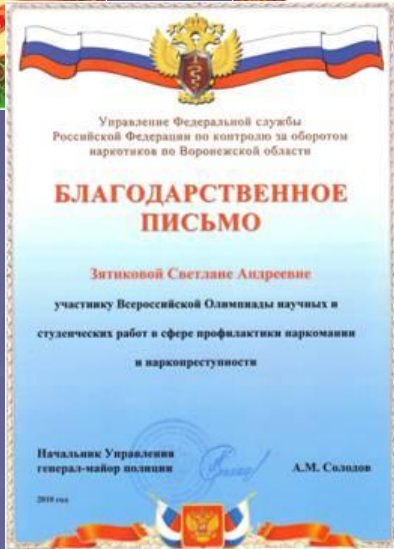 Управление Федеральной службы
Российской Федерации по контролю за оборотом
наркотиков по Воронежской области
БЛАГОДАРСТВЕННОЕ
ПИСЬМО
Зятиковой Светлане Андреевне
участнику Всероссийской Олимпиады научных и
студенческих работ в сфере профилактики наркомании
и наркопреступности
Начальник Управления
генерал-майор полиции
А.М. Солодов
2010 год